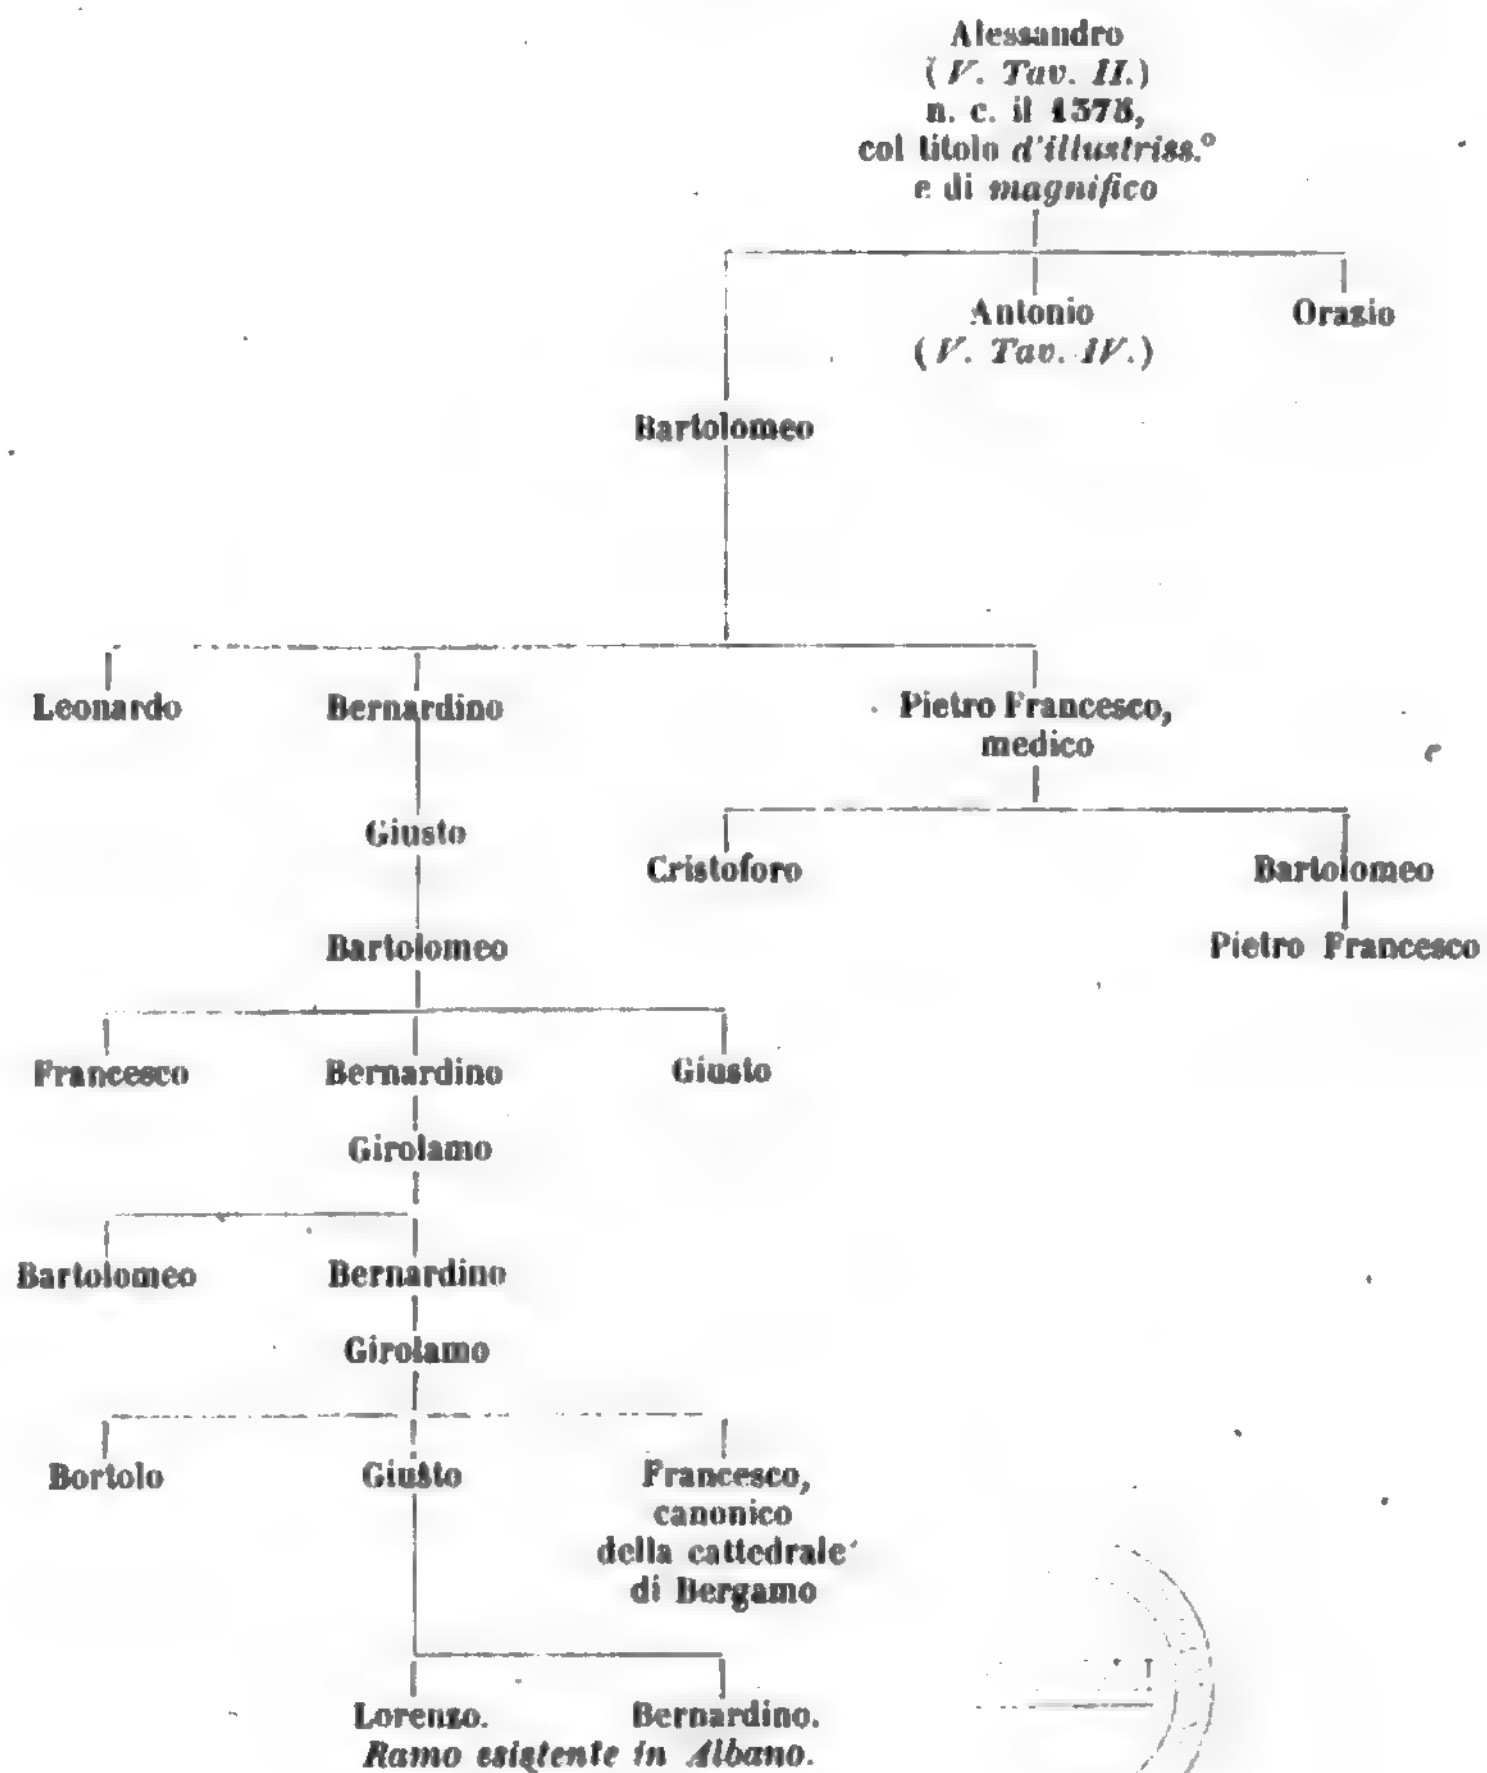 Alessandro
(V. Tav. II.)
n. c. il 1575,
col titolo d'illustriss.º
e di magnifico
Antonio
Orazio
(V. Tav. IV.)
Bartolomeo
Leonardo
Bernardino
Pietro Francesco,
medico
Giusto
Cristoforo
Bartolomeo
Bartolomeo
Pietro Francesco
Francesco
Bernardino
Giusto
Girolamo
Bartolomeo
Bernardino
Girolamo
Bortolo
Giusto
Francesco,
canonico
della cattedrale
di Bergamo
Lorenzo.
Bernardino.
Ramo esistente in Albano.